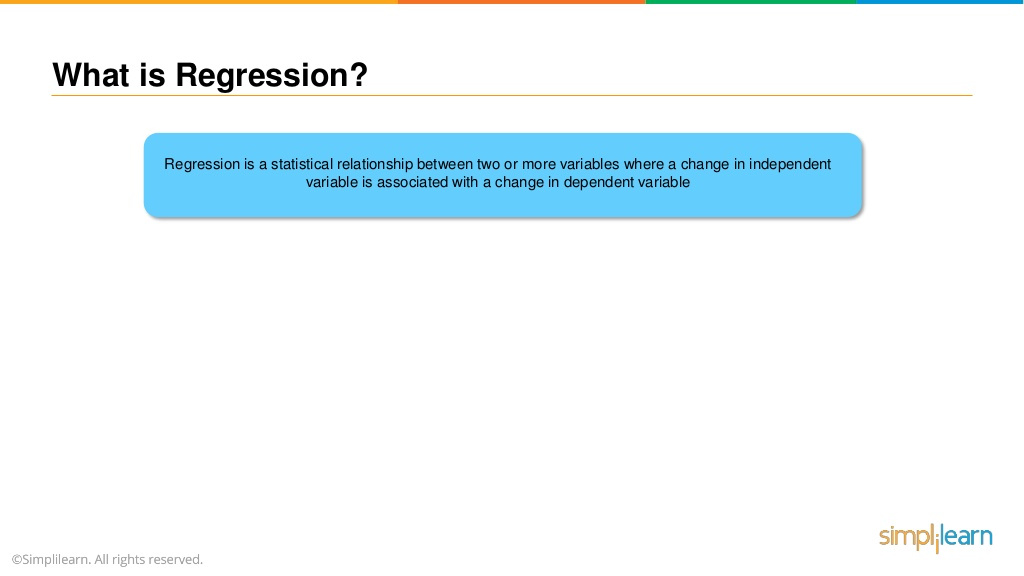 What is Regression?
Regression is a statistical relationship between two or more variables where a change in independent
variable is associated with a change in dependent variable
simplilearn
©Simplilearn. All rights reserved.